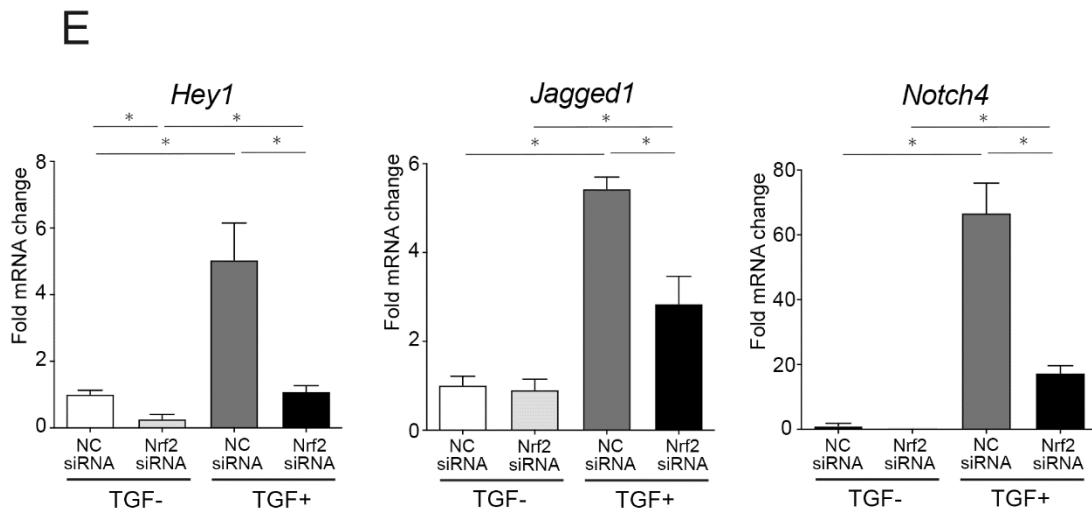 E
Hey1
* *
* *
Fold mRNA change
8
6
4
2
0
NC siRNA
Nrf2 siRNA
NC siRNA
Nrf2 siRNA
TGF- TGF+
Jagged1
*
* *
Fold mRNA change
6
4
2
0
NC siRNA
Nrf2 siRNA
NC siRNA
Nrf2 siRNA
TGF- TGF+
Notch4
*
* *
Fold mRNA change
80
60
40
20
0
NC siRNA
Nrf2 siRNA
NC siRNA
Nrf2 siRNA
TGF- TGF+